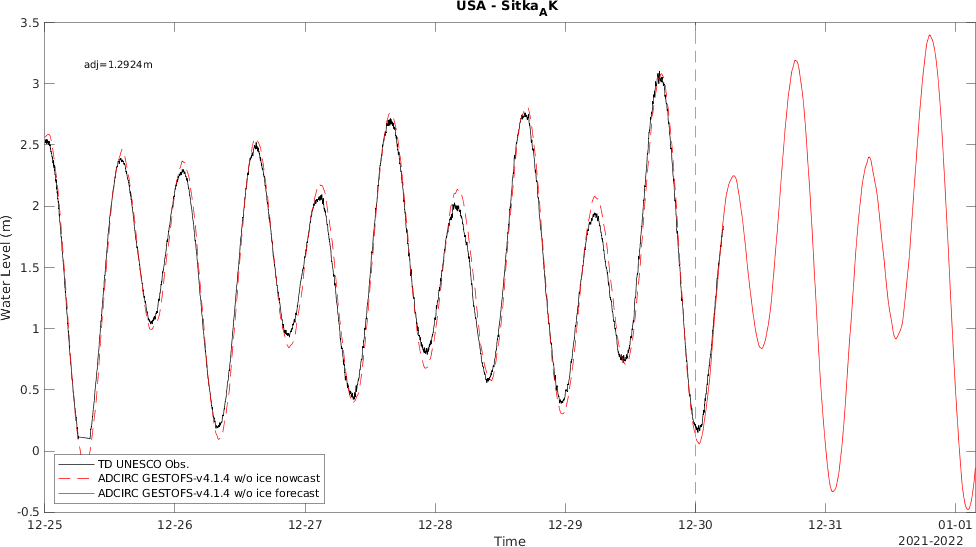 USA - Sitka_AK
adj=1.2924m
3.5
3
2.5
2
1.5
1
0.5
0
-0.5
Water Level (m)
TD UNESCO Obs.
ADCIRC GESTOFS-v4.1.4 w/o ice nowcast
ADCIRC GESTOFS-v4.1.4 w/o ice forecast
12-25 12-26 12-27 12-28 12-29 12-30 12-31 01-01
Time
2021-2022